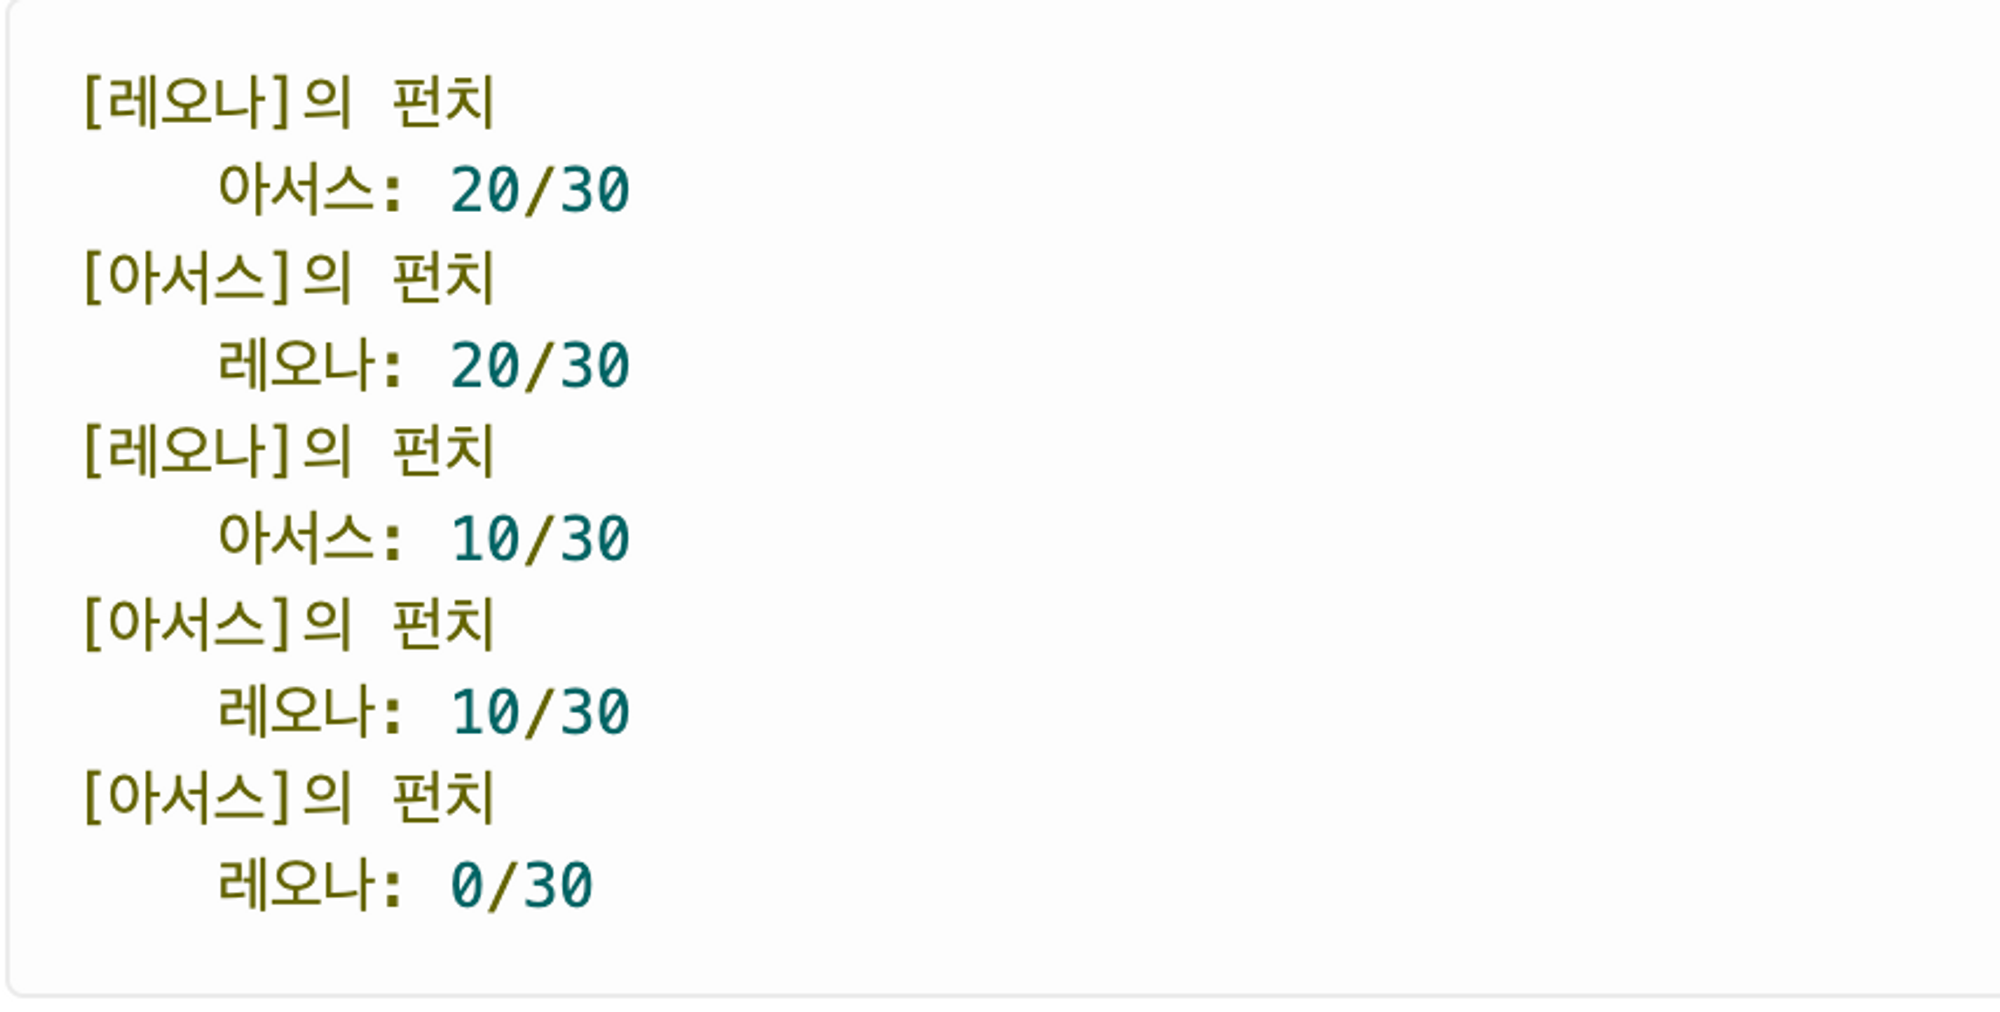 [레오나]의 펀치
    아서스: 20/30
[아서스]의 펀치
    레오나: 20/30
[레오나]의 펀치
    아서스: 10/30
[아서스]의 펀치
    레오나: 10/30
[아서스]의 펀치
    레오나: 0/30